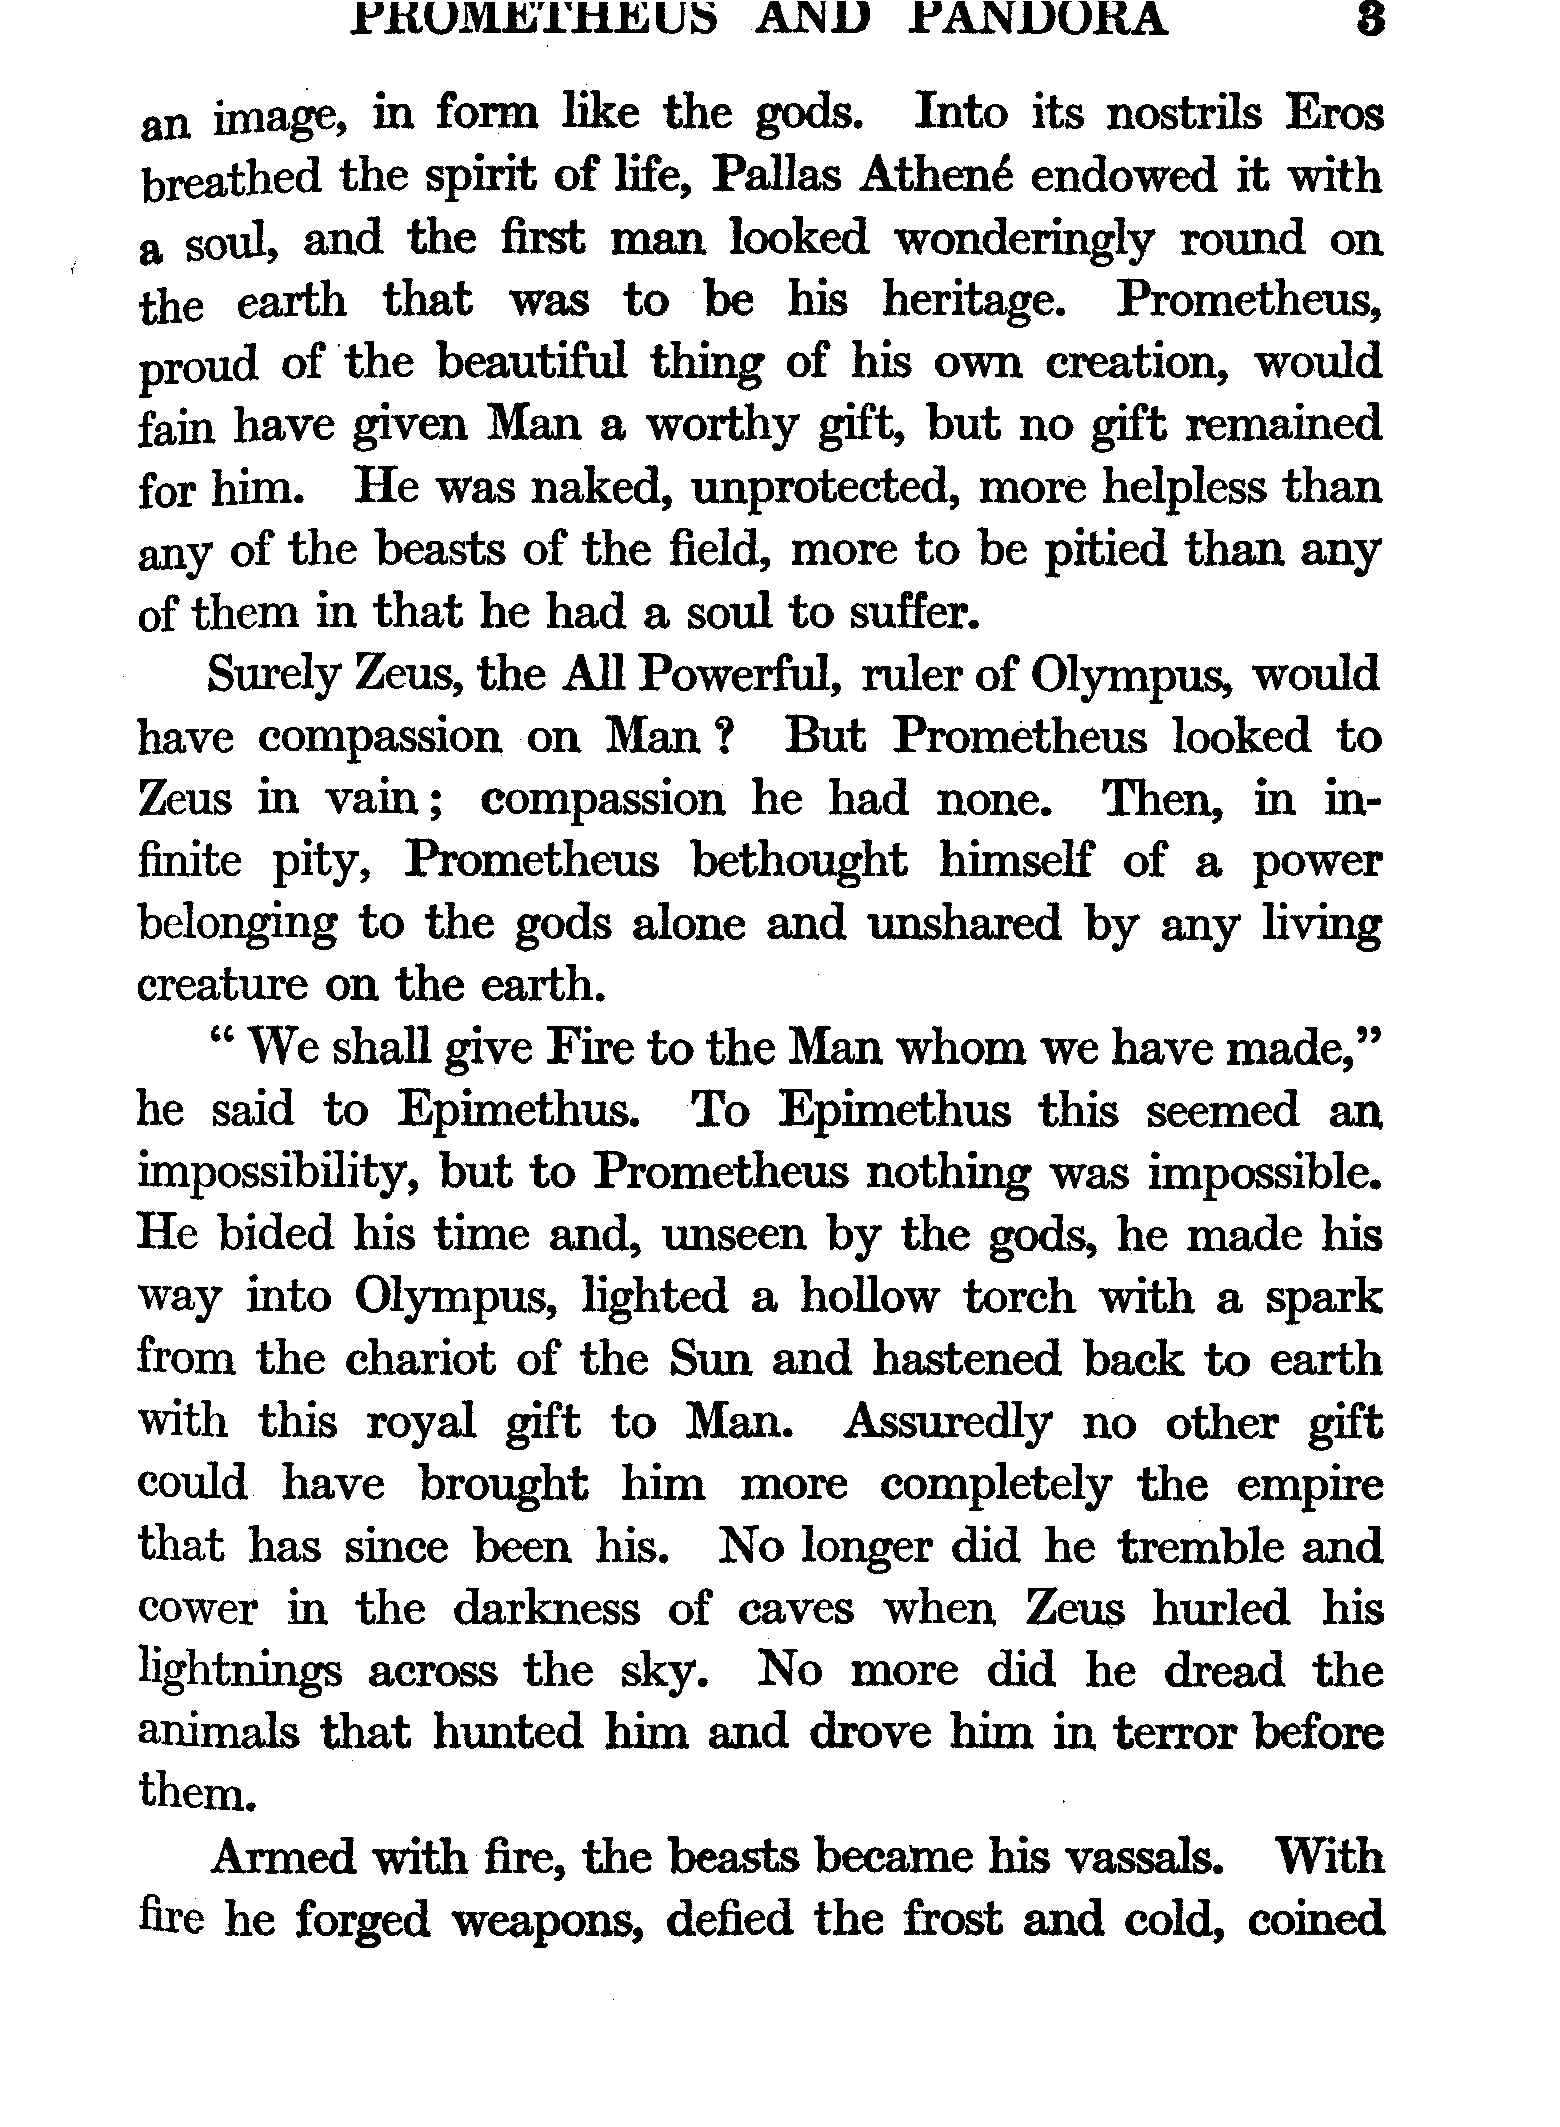 PROMETHEUS AND PANDORA 3
an image, in form like the gods. Into its nostrils Eros
breathed the spirit of life, Pallas Athené endowed it with
a soul, and the first man looked wonderingly round on
the earth that was to be his heritage. Prometheus,
proud of the beautiful thing of his own creation, would
fain have given Man a worthy gift, but no gift remained
for him. He was naked, unprotected, more helpless than
any of the beasts of the field, more to be pitied than any
of them in that he had a soul to suffer.
Surely Zeus, the All Powerful, ruler of Olympus, would
have compassion on Man ? But Prometheus looked to
Zeus in vain ; compassion he had none. Then, in in-
finite pity, Prometheus bethought himself of a power
belonging to the gods alone and unshared by any living
creature on the earth.
“ We shall give Fire to the Man whom we have made,”
he said to Epimethus. To Epimethus this seemed an
impossibility, but to Prometheus nothing was impossible.
He bided his time and, unseen by the gods, he made his
way into Olympus, lighted a hollow torch with a spark
from the chariot of the Sun and hastened back to earth
with this royal gift to Man. Assuredly no other gift
could have brought him more completely the empire
that has since been his. No longer did he tremble and
cower in the darkness of caves when Zeus hurled his
lightnings across the sky. No more did he dread the
animals that hunted him and drove him in terror before
them.
Armed with fire, the beasts became his vassals. With
fire he forged weapons, defied the frost and cold, coined